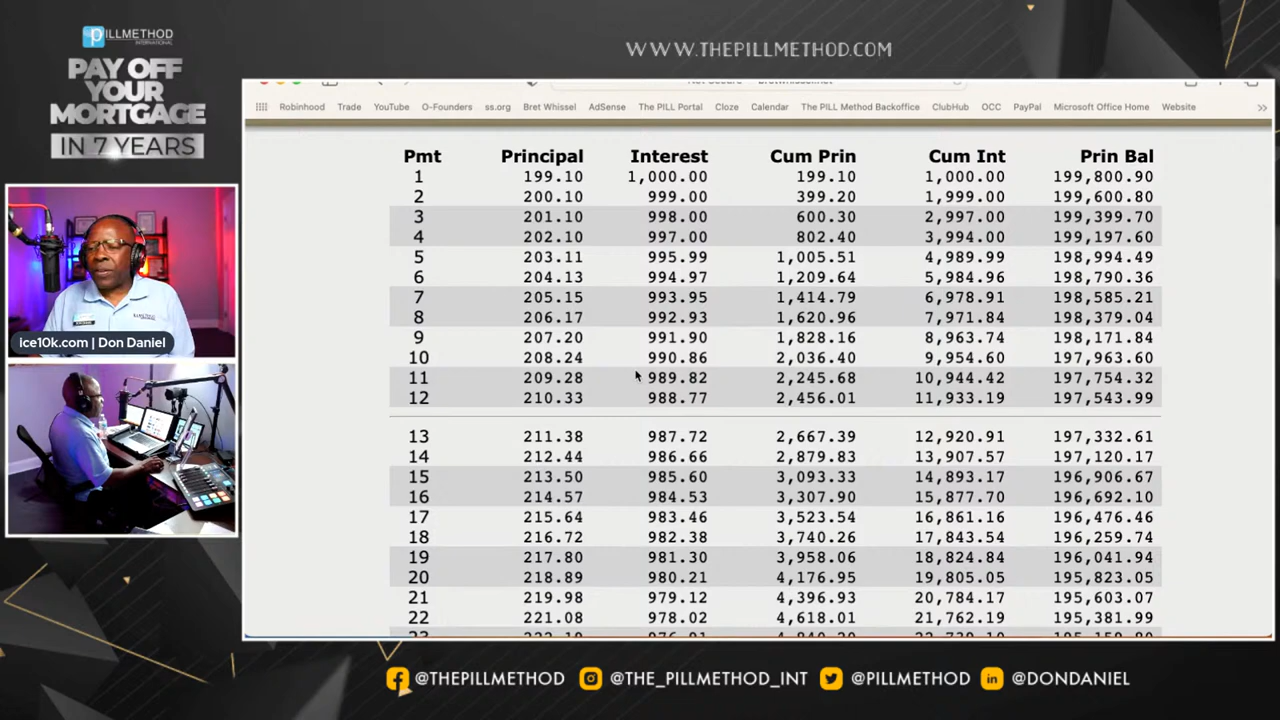 PILLMETHOD
INTERNATIONAL
PAY OFF
YOUR
MORTGAGE
IN 7 YEARS
WWW.THEPILLMETHOD.COM
Robinhood Trade YouTube O-Founders ss.org Bret Whissel AdSense The PILL Portal Cloze Calendar The PILL Method Backoffice ClubHub OCC PayPal Microsoft Office Home Website
Pmt Principal Interest Cum Prin Cum Int Prin Bal
1 199.10 1,000.00 199.10 1,000.00 199,800.90
2 200.10 999.00 399.20 1,999.00 199,600.80
3 201.10 998.00 600.30 2,997.00 199,399.70
4 202.10 997.00 802.40 3,994.00 199,197.60
5 203.11 995.99 1,005.51 4,989.99 198,994.49
6 204.13 994.97 1,209.64 5,984.96 198,790.36
7 205.15 993.95 1,414.79 6,978.91 198,585.21
8 206.17 992.93 1,620.96 7,971.84 198,379.04
9 207.20 991.90 1,828.16 8,963.74 198,171.84
10 208.24 990.86 2,036.40 9,954.60 197,963.60
11 209.28 989.82 2,245.68 10,944.42 197,754.32
12 210.33 988.77 2,456.01 11,933.19 197,543.99
13 211.38 987.72 2,667.39 12,920.91 197,332.61
14 212.44 986.66 2,879.83 13,907.57 197,120.17
15 213.50 985.60 3,093.33 14,893.17 196,906.67
16 214.57 984.53 3,307.90 15,877.70 196,692.10
17 215.64 983.46 3,523.54 16,861.16 196,476.46
18 216.72 982.38 3,740.26 17,843.54 196,259.74
19 217.80 981.30 3,958.06 18,824.84 196,041.94
20 218.89 980.21 4,176.95 19,805.05 195,823.05
21 219.98 979.12 4,396.93 20,784.17 195,603.07
22 221.08 978.02 4,618.01 21,762.19 195,381.99
ice10k.com | Don Daniel
@THEPILLMETHOD @THE_PILLMETHOD_INT @PILLMETHOD @DONDANIEL